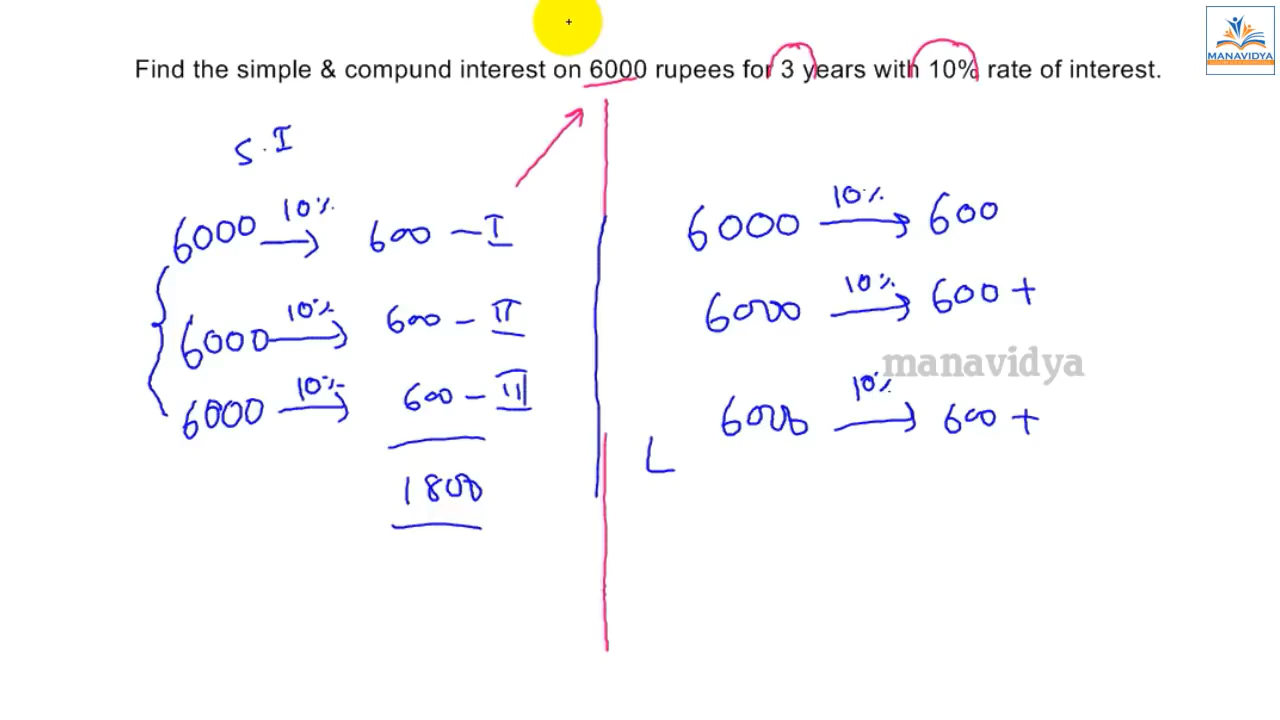 MANAVIDYA
Find the simple & compund interest on 6000 rupees for 3 years with 10% rate of interest.
S.I
6000 10% → 600 - I
6000 10% → 600 - II
6000 10% → 600 - III
1800
6000 10% → 600
6000 10% → 600 +
manavidya
6000 10% → 600 +